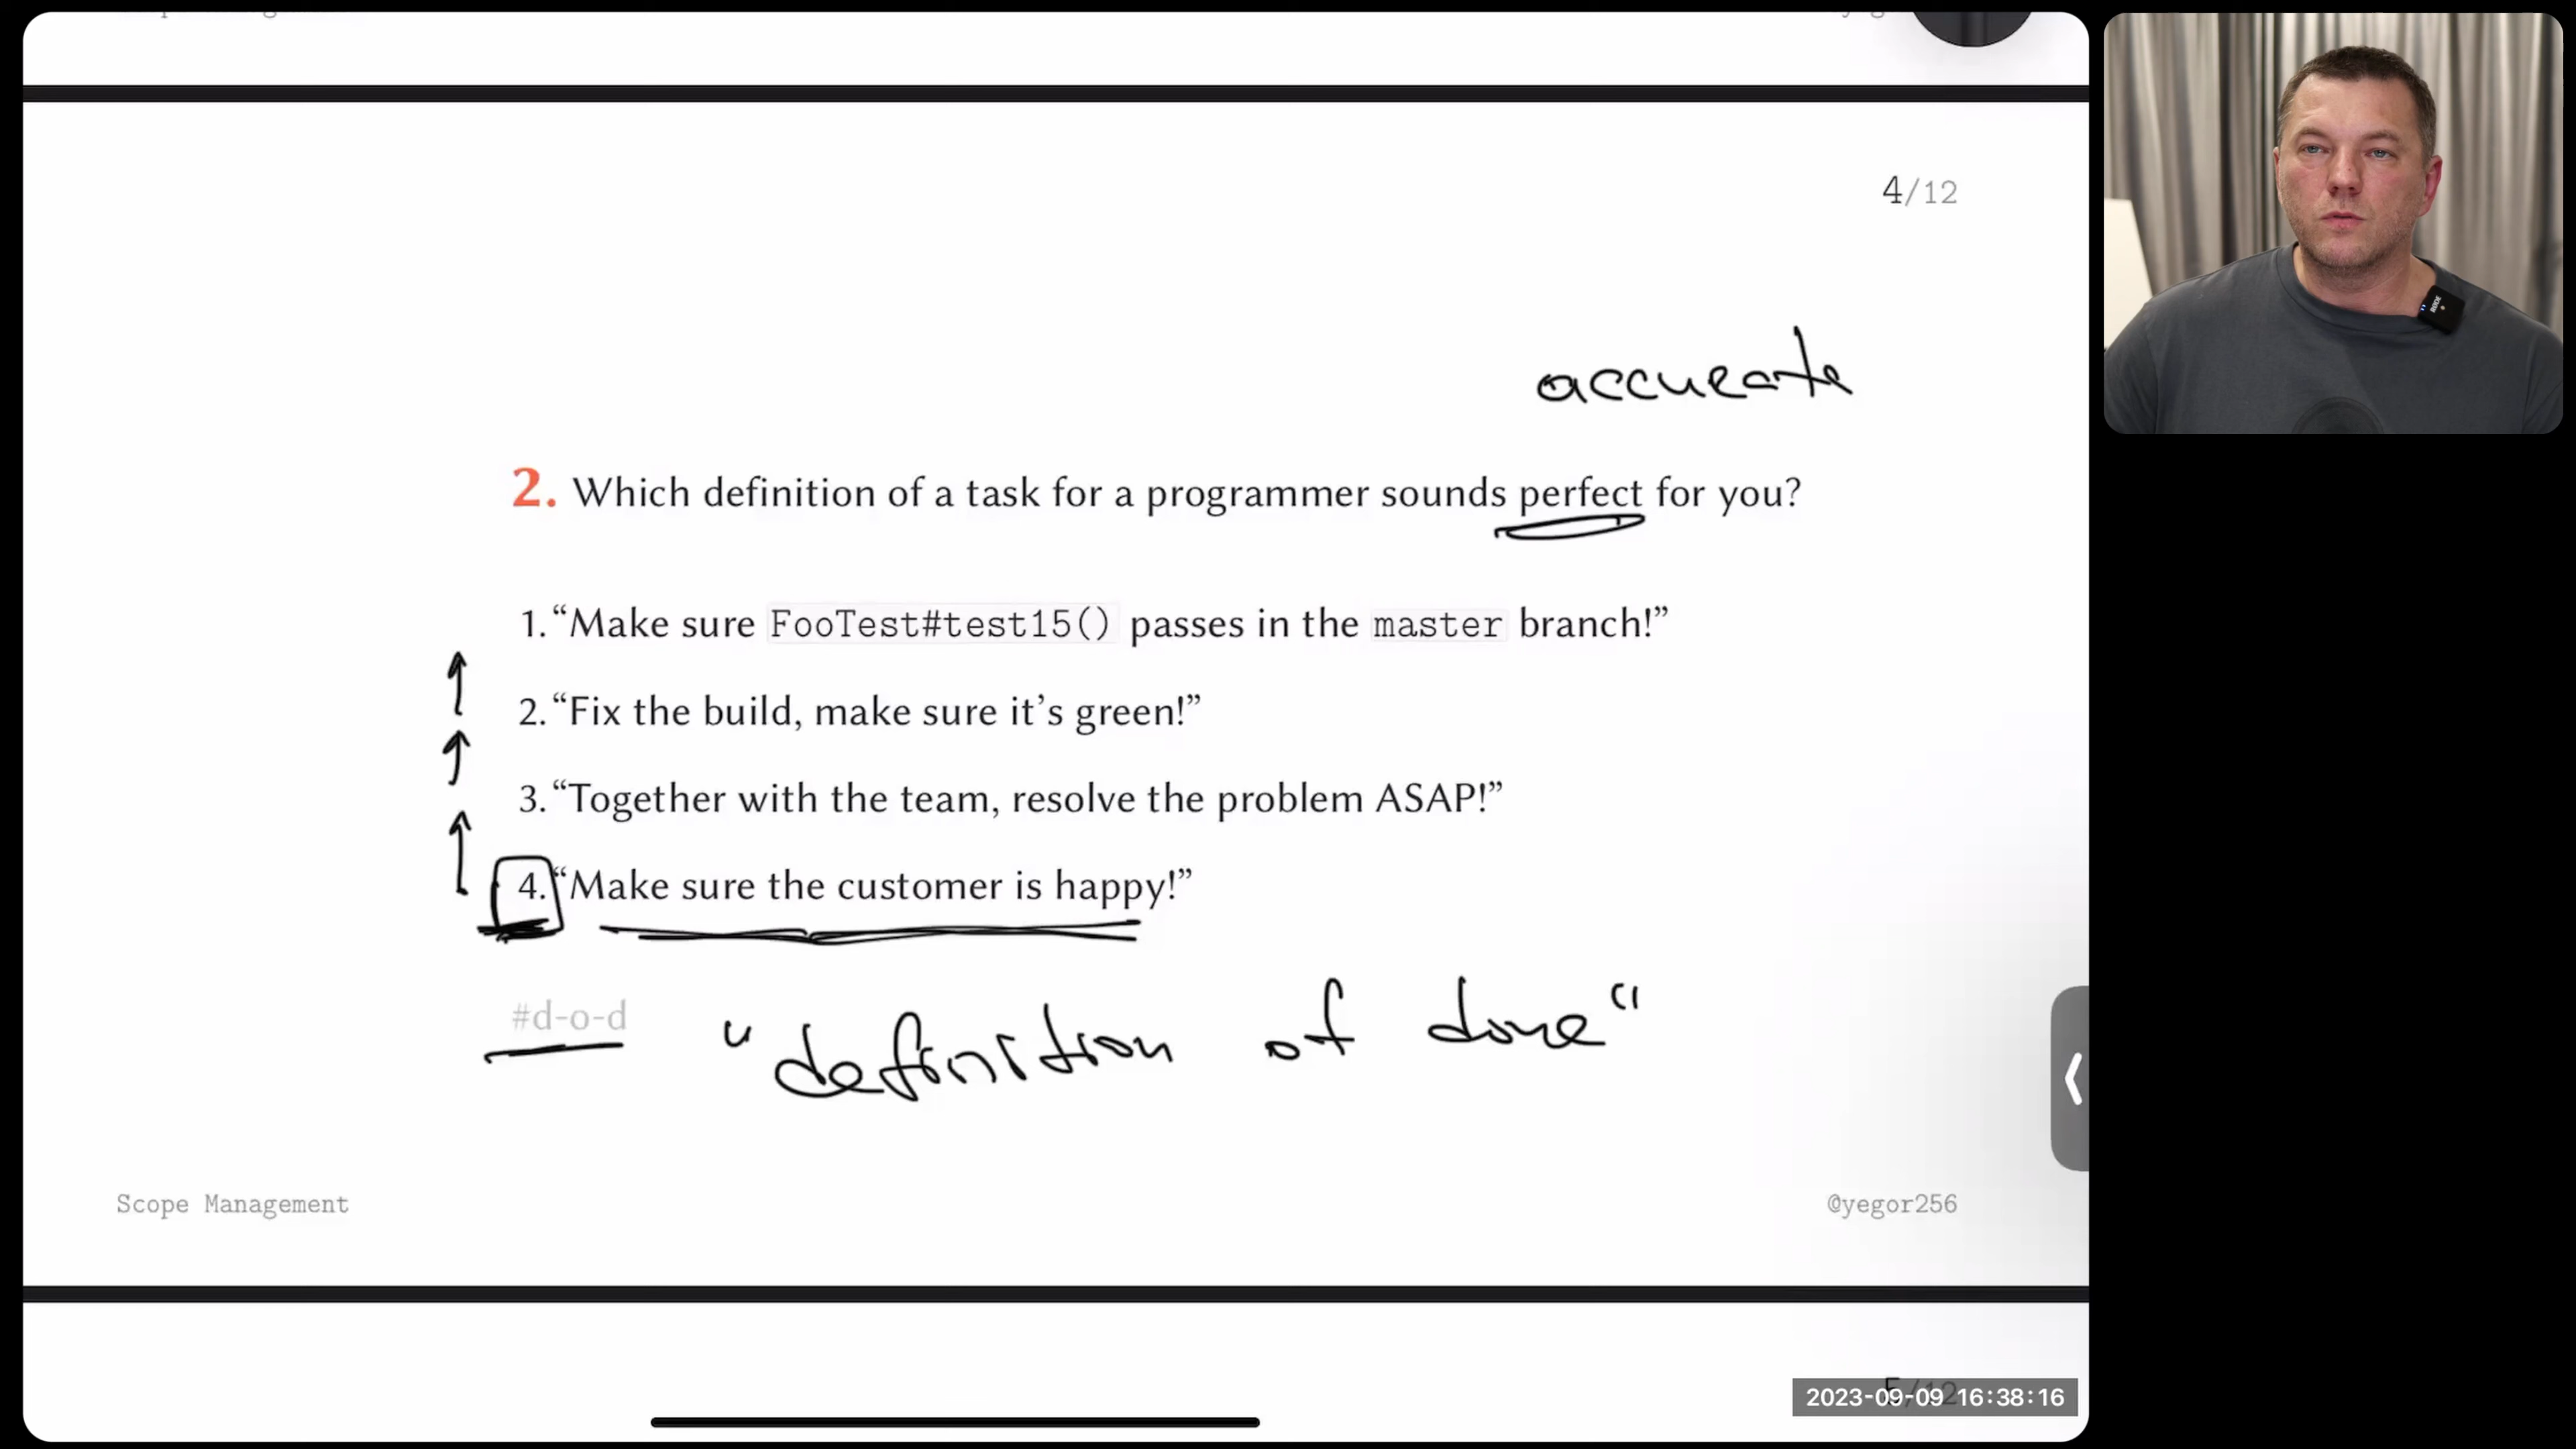 4/12
accurate
2. Which definition of a task for a programmer sounds perfect for you?
1. “Make sure FooTest#test15() passes in the master branch!”
2. “Fix the build, make sure it’s green!”
3. “Together with the team, resolve the problem ASAP!”
4. “Make sure the customer is happy!”
#d-o-d “definition of done“
Scope Management @yegor256
2023-09-09 16:38:16